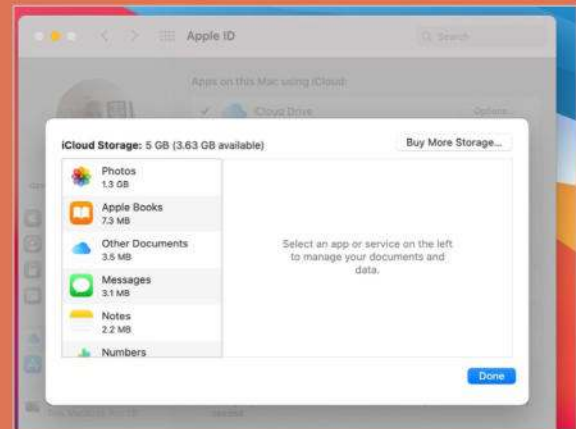 Apple ID
Search
Apps on this Mac using iCloud:
iCloud Drive
Options...
iCloud Storage: 5 GB (3.63 GB available)
Buy More Storage...
Photos
1.3 GB
Apple Books
7.3 MB
Other Documents
3.5 MB
Messages
3.1 MB
Notes
2.2 MB
Numbers
Select an app or service on the left
to manage your documents and
data.
Done